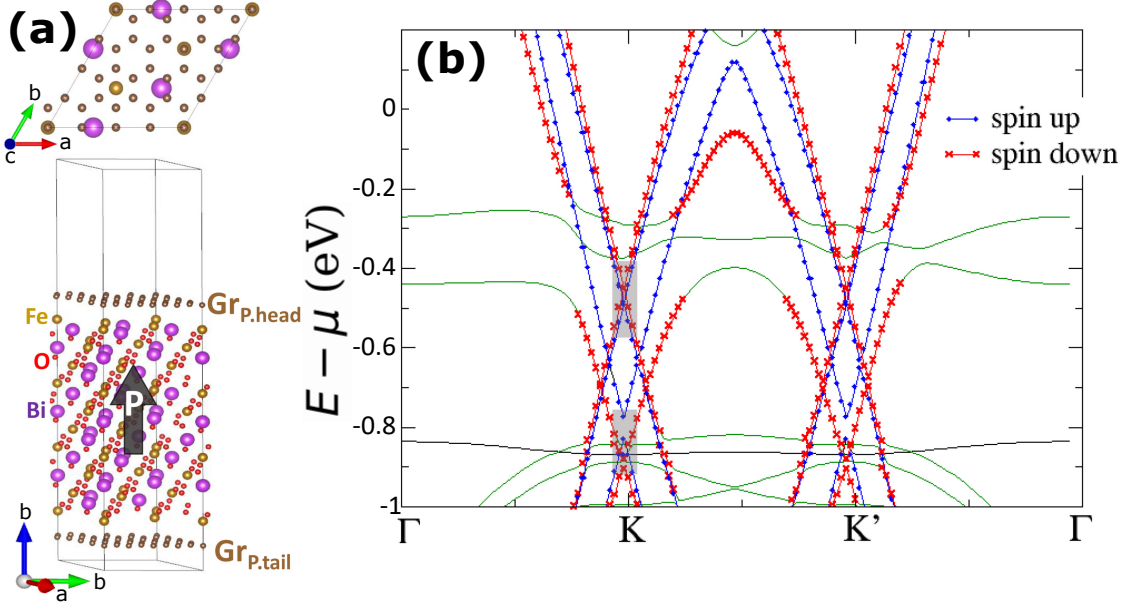 (a)
b
c
a
Gr P.head
Fe
O
P
Bi
Gr P.tail
b
b
a
(b)
E − μ (eV)
0
-0.2
-0.4
-0.6
-0.8
-1
Γ
K
K’
Γ
spin up
spin down